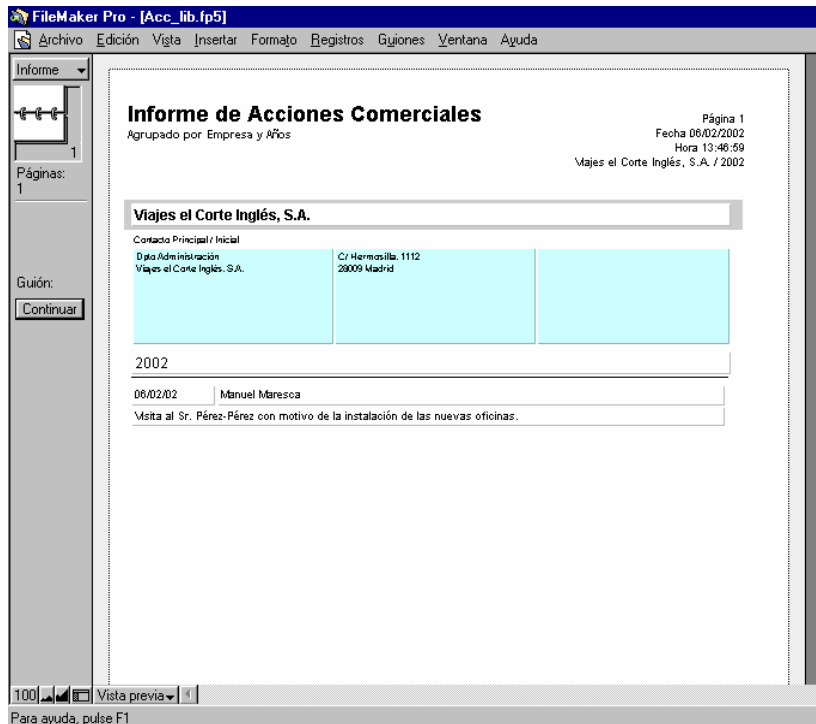 FileMaker Pro - [Acc_lib.fp5]
Archivo Edición Vista Insertar Formato Registros Guiones Ventana Ayuda
Informe
1
Páginas:
1
Guión:
Continuar
Informe de Acciones Comerciales
Agrupado por Empresa y Años
Página 1
Fecha 06/02/2002
Hora 13:46:59
Viajes el Corte Inglés, S.A. / 2002
Viajes el Corte Inglés, S.A.
Contacto Principal / Inicial
Dpto Administración
Viajes el Corte Inglés. S.A.
C/ Hermosilla. 1112
28009 Madrid
2002
06/02/02 Manuel Maresca
Visita al Sr. Pérez-Pérez con motivo de la instalación de las nuevas oficinas.
100 Vista previa
Para ayuda, pulse F1